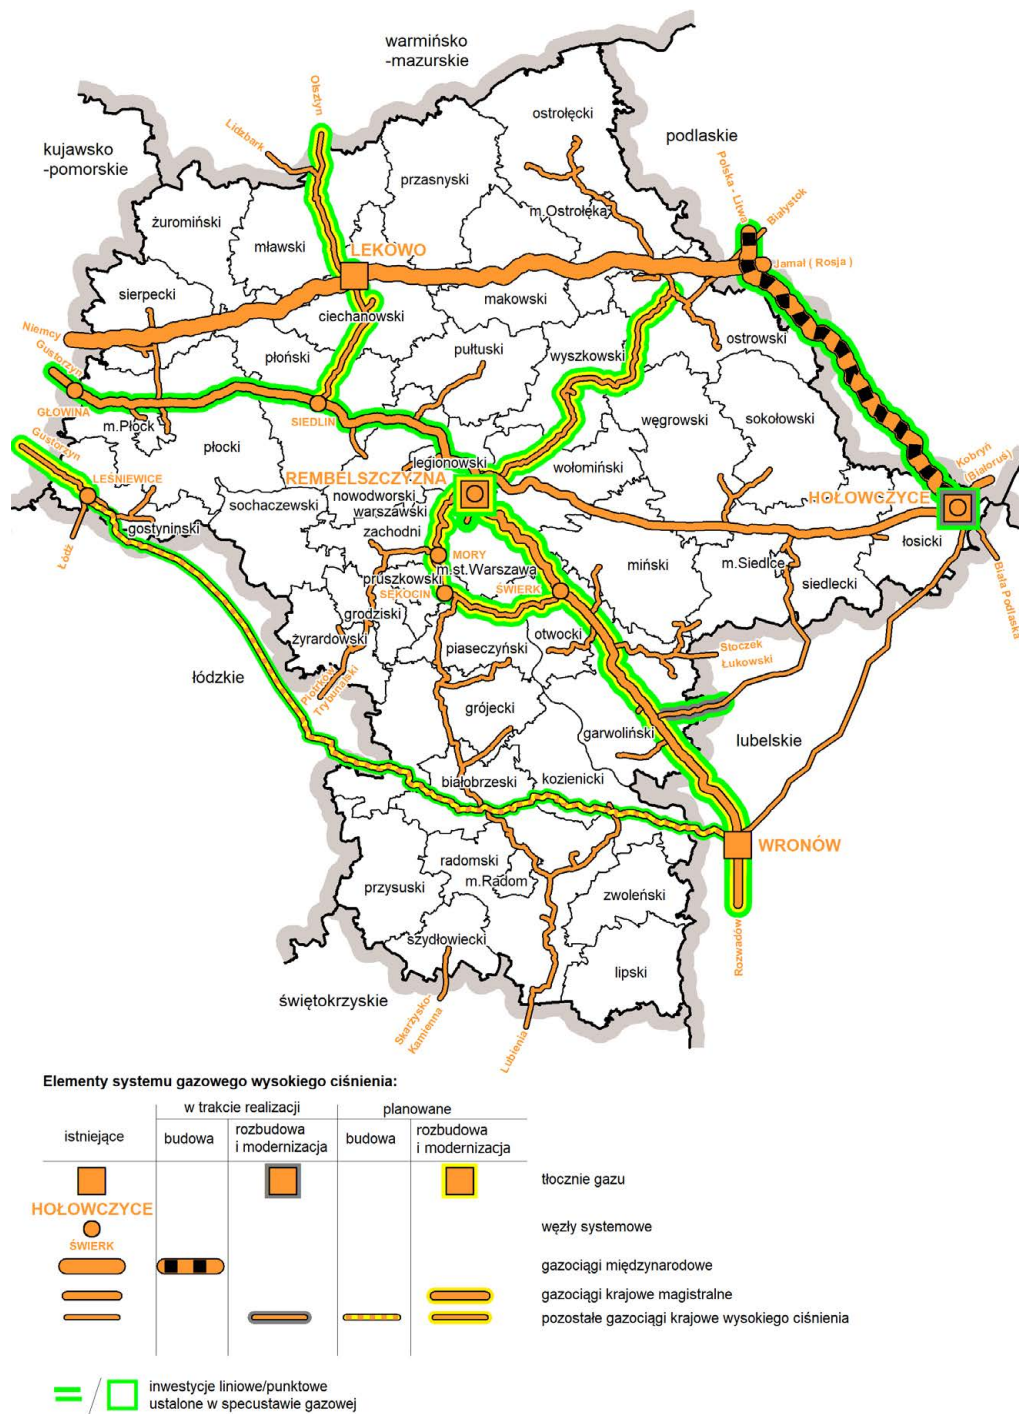 warmińsko
-mazurskie
Olsztyn
Lidzbark
kujawsko
-pomorskie
ostrołęcki
podlaskie
przasnyski
Polska - Litwa
Białystok
żuromiński
mławski
m.Ostrołęka
LEKOWO
Jamał ( Rosja )
sierpecki
makowski
ciechanowski
Niemcy
Gustorzyn
płoński
pułtuski
wyszkowski
ostrowski
GŁOWINA
m.Płock
SIEDLIN
węgrowski
sokołowski
Gustorzyn
płocki
legionowski
wołomiński
Kobryń
(Białoruś)
LEŚNIEWICE
REMBELSZCZYZNA
HOŁOWCZYCE
sochaczewski
nowodworski
warszawski
zachodni
gostyniński
łosicki
Łódź
MORY
m.st.Warszawa
miński
m.Siedlce
siedlecki
Biała Podlaska
pruszkowski
SĘKOCIN
ŚWIERK
grodziski
żyrardowski
piaseczyński
otwocki
Stoczek
Łukowski
łódzkie
Piotrków
Trybunalski
grójecki
garwoliński
lubelskie
białobrzeski
kozienicki
WRONÓW
radomski
m.Radom
przysuski
zwoleński
szydłowiecki
Rozwadów
lipski
świętokrzyskie
Skarżysko-
Kamienna
Lubienia
Elementy systemu gazowego wysokiego ciśnienia:
w trakcie realizacji
planowane
istniejące
budowa
rozbudowa
i modernizacja
budowa
rozbudowa
i modernizacja
tłocznie gazu
HOŁOWCZYCE
węzły systemowe
ŚWIERK
gazociągi międzynarodowe
gazociągi krajowe magistralne
pozostałe gazociągi krajowe wysokiego ciśnienia
inwestycje liniowe/punktowe
ustalone w specustawie gazowej